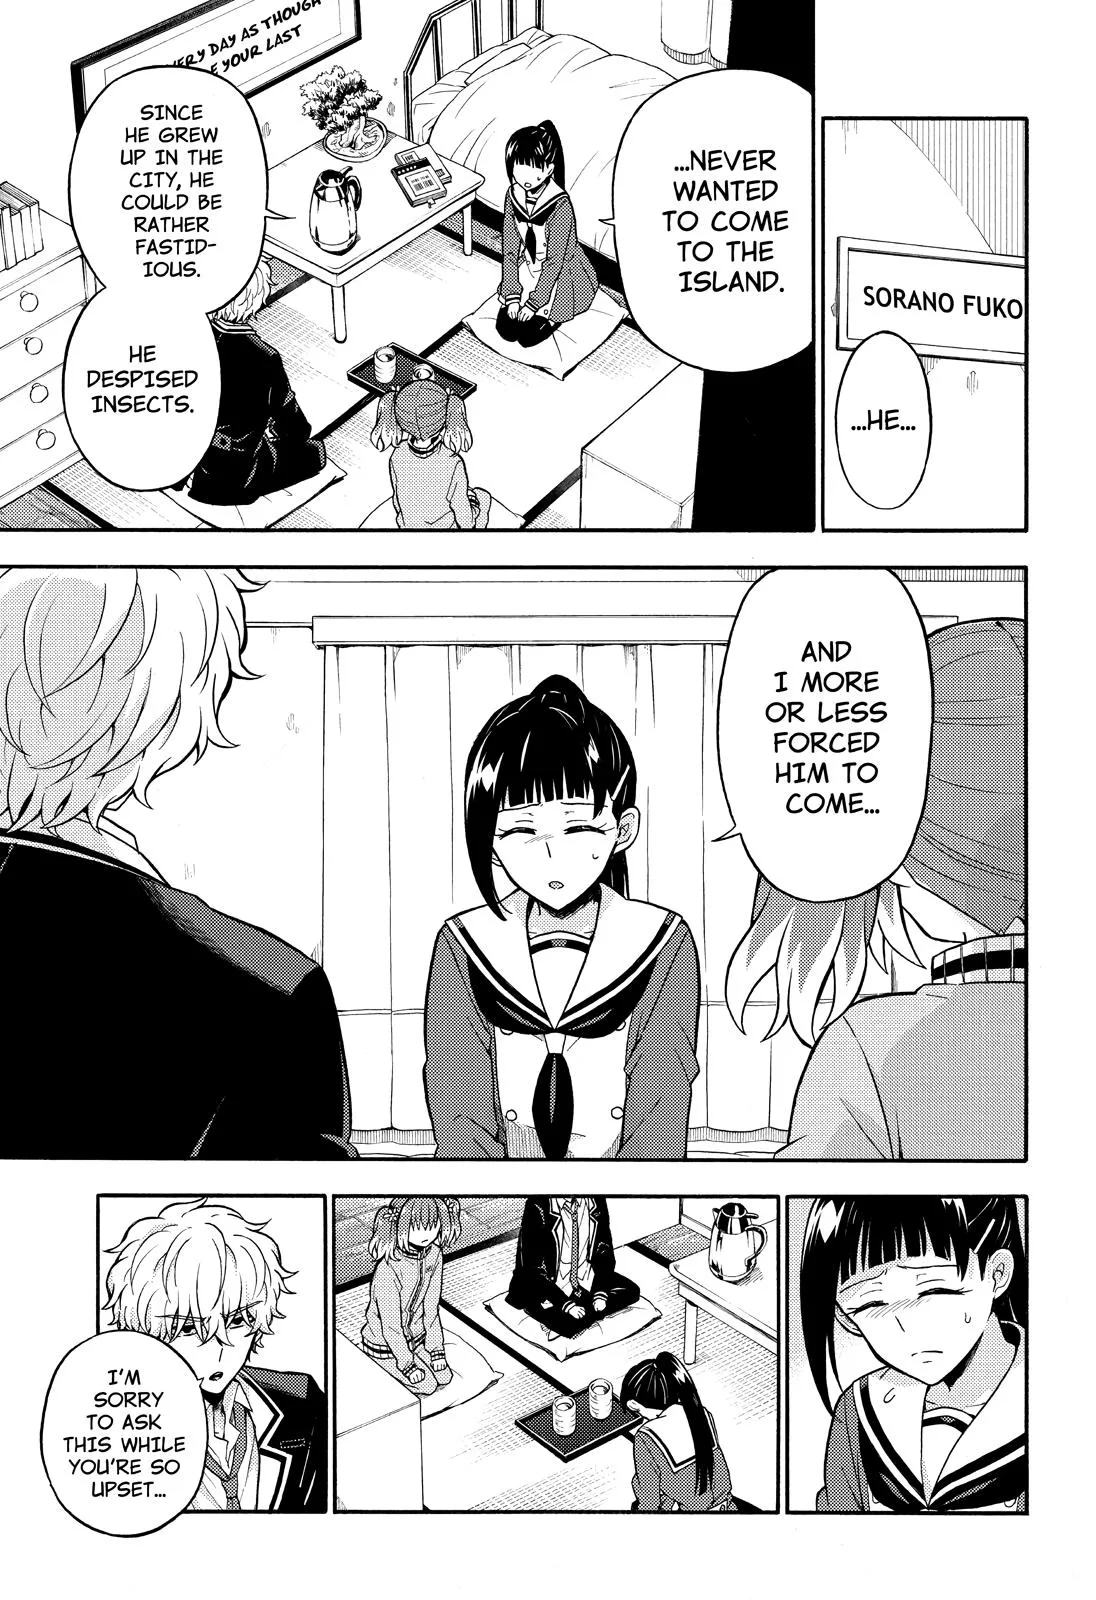 SORANO FUKO
...HE...
...NEVER
WANTED
TO COME
TO THE
ISLAND.
ERY DAY AS THOUGH
E YOUR LAST
SINCE
HE GREW
UP IN THE
CITY, HE
COULD BE
RATHER
FASTID-
IOUS.
HE
DESPISED
INSECTS.
AND
I MORE
OR LESS
FORCED
HIM TO
COME...
I'M
SORRY
TO ASK
THIS WHILE
YOU'RE SO
UPSET...